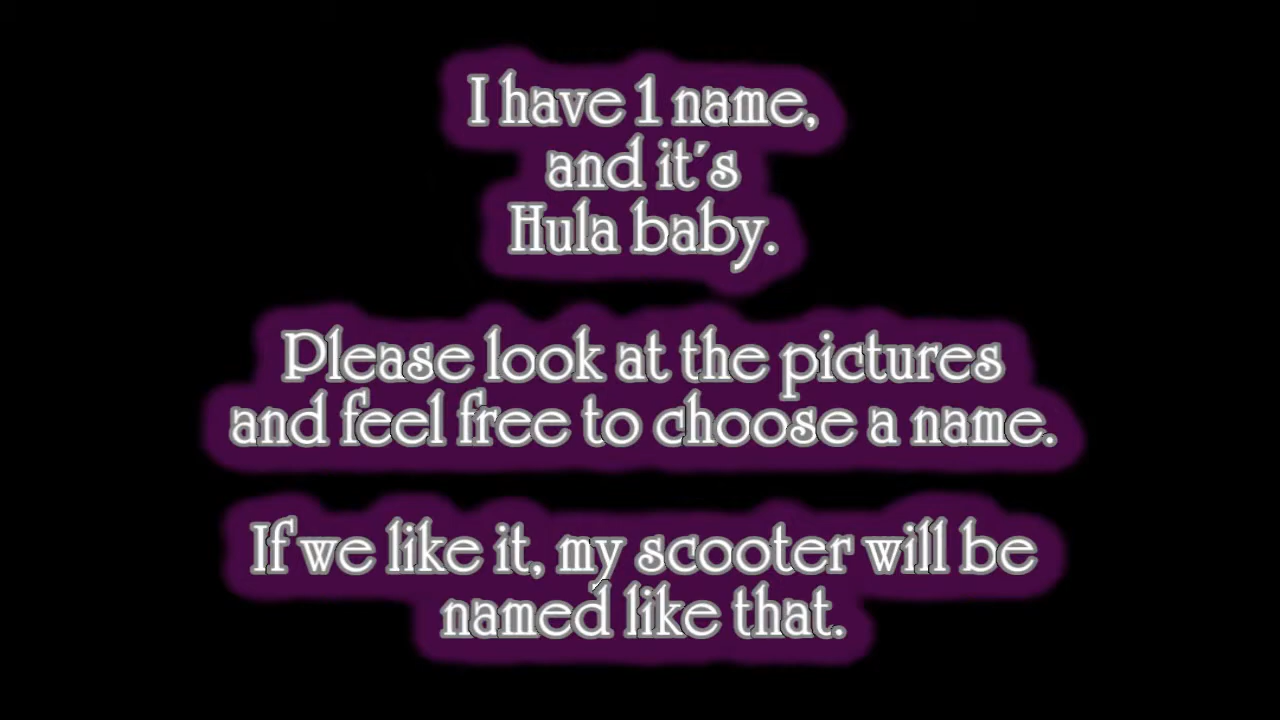 I have 1 name,
and it´s
Hula baby.
Please look at the pictures
and feel free to choose a name.
If we like it, my scooter will be
named like that.